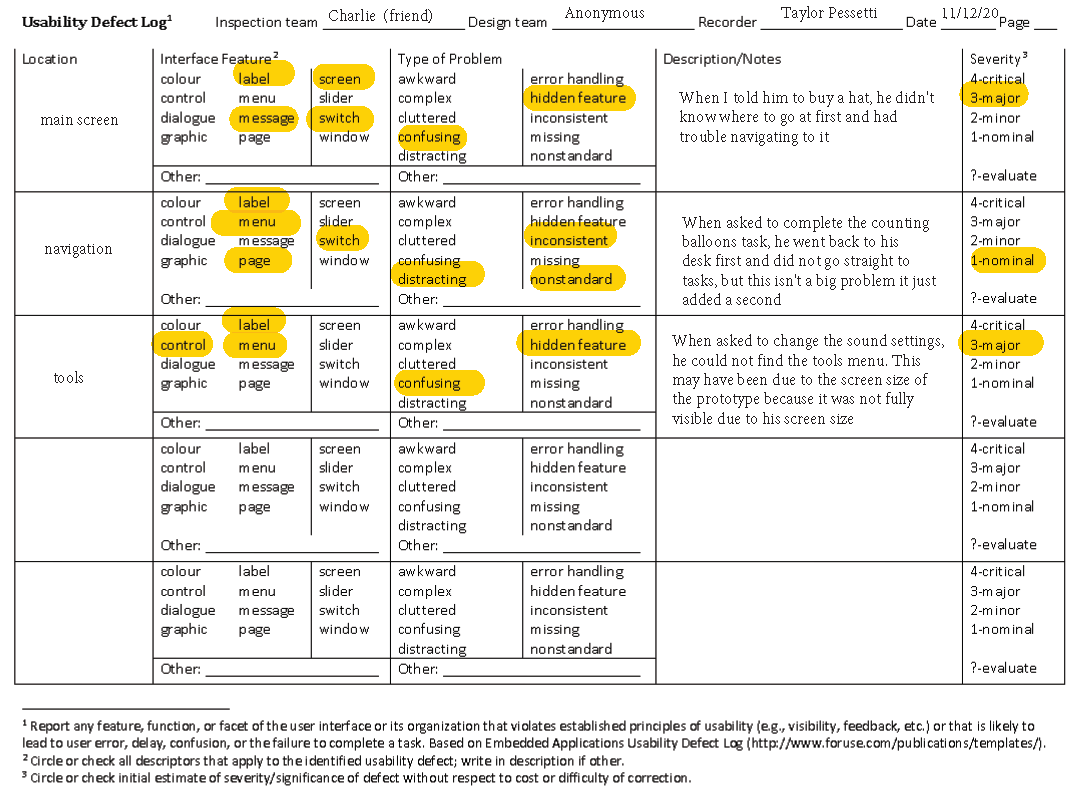 Usability Defect Log¹ Inspection team Charlie (friend) Design team Anonymous Recorder Taylor Pessetti Date 11/12/20 Page
Location Interface Feature² Type of Problem Description/Notes Severity³
main screen
colour label screen
control menu slider
dialogue message switch
graphic page window
Other:
awkward error handling
complex hidden feature
cluttered inconsistent
confusing missing
distracting nonstandard
Other:
When I told him to buy a hat, he didn't
know where to go at first and had
trouble navigating to it
4-critical
3-major
2-minor
1-nominal
?-evaluate
navigation
colour label screen
control menu slider
dialogue message switch
graphic page window
Other:
awkward error handling
complex hidden feature
cluttered inconsistent
confusing missing
distracting nonstandard
Other:
When asked to complete the counting
balloons task, he went back to his
desk first and did not go straight to
tasks, but this isn't a big problem it just
added a second
4-critical
3-major
2-minor
1-nominal
?-evaluate
tools
colour label screen
control menu slider
dialogue message switch
graphic page window
Other:
awkward error handling
complex hidden feature
cluttered inconsistent
confusing missing
distracting nonstandard
Other:
When asked to change the sound settings,
he could not find the tools menu. This
may have been due to the screen size of
the prototype because it was not fully
visible due to his screen size
4-critical
3-major
2-minor
1-nominal
?-evaluate
colour label screen
control menu slider
dialogue message switch
graphic page window
Other:
awkward error handling
complex hidden feature
cluttered inconsistent
confusing missing
distracting nonstandard
Other:
4-critical
3-major
2-minor
1-nominal
?-evaluate
colour label screen
control menu slider
dialogue message switch
graphic page window
Other:
awkward error handling
complex hidden feature
cluttered inconsistent
confusing missing
distracting nonstandard
Other:
4-critical
3-major
2-minor
1-nominal
?-evaluate
¹ Report any feature, function, or facet of the user interface or its organization that violates established principles of usability (e.g., visibility, feedback, etc.) or that is likely to
lead to user error, delay, confusion, or the failure to complete a task. Based on Embedded Applications Usability Defect Log (http://www.foruse.com/publications/templates/).
² Circle or check all descriptors that apply to the identified usability defect; write in description if other.
³ Circle or check initial estimate of severity/significance of defect without respect to cost or difficulty of correction.